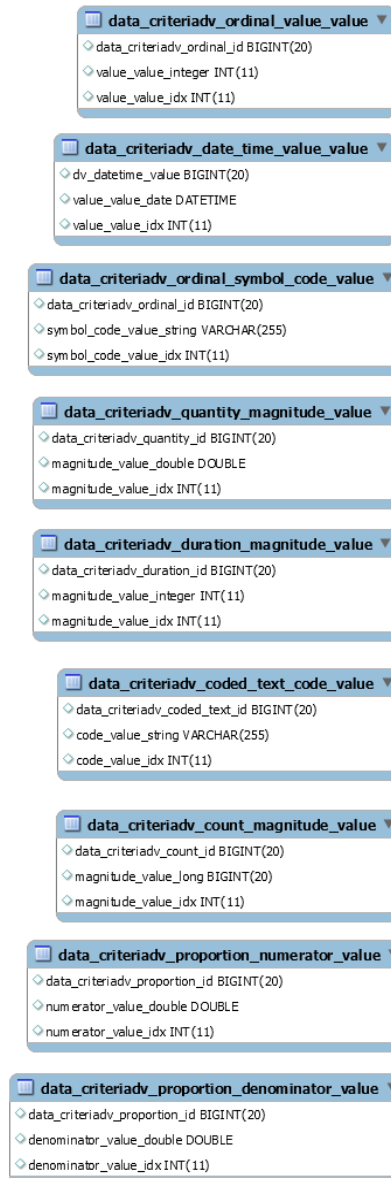 data_criteriadv_ordinal_value_value
data_criteriadv_ordinal_id BIGINT(20)
value_value_integer INT(11)
value_value_idx INT(11)
data_criteriadv_date_time_value_value
dv_datetime_value BIGINT(20)
value_value_date DATETIME
value_value_idx INT(11)
data_criteriadv_ordinal_symbol_code_value
data_criteriadv_ordinal_id BIGINT(20)
symbol_code_value_string VARCHAR(255)
symbol_code_value_idx INT(11)
data_criteriadv_quantity_magnitude_value
data_criteriadv_quantity_id BIGINT(20)
magnitude_value_double DOUBLE
magnitude_value_idx INT(11)
data_criteriadv_duration_magnitude_value
data_criteriadv_duration_id BIGINT(20)
magnitude_value_integer INT(11)
magnitude_value_idx INT(11)
data_criteriadv_coded_text_code_value
data_criteriadv_coded_text_id BIGINT(20)
code_value_string VARCHAR(255)
code_value_idx INT(11)
data_criteriadv_count_magnitude_value
data_criteriadv_count_id BIGINT(20)
magnitude_value_long BIGINT(20)
magnitude_value_idx INT(11)
data_criteriadv_proportion_numerator_value
data_criteriadv_proportion_id BIGINT(20)
numerator_value_double DOUBLE
numerator_value_idx INT(11)
data_criteriadv_proportion_denominator_value
data_criteriadv_proportion_id BIGINT(20)
denominator_value_double DOUBLE
denominator_value_idx INT(11)